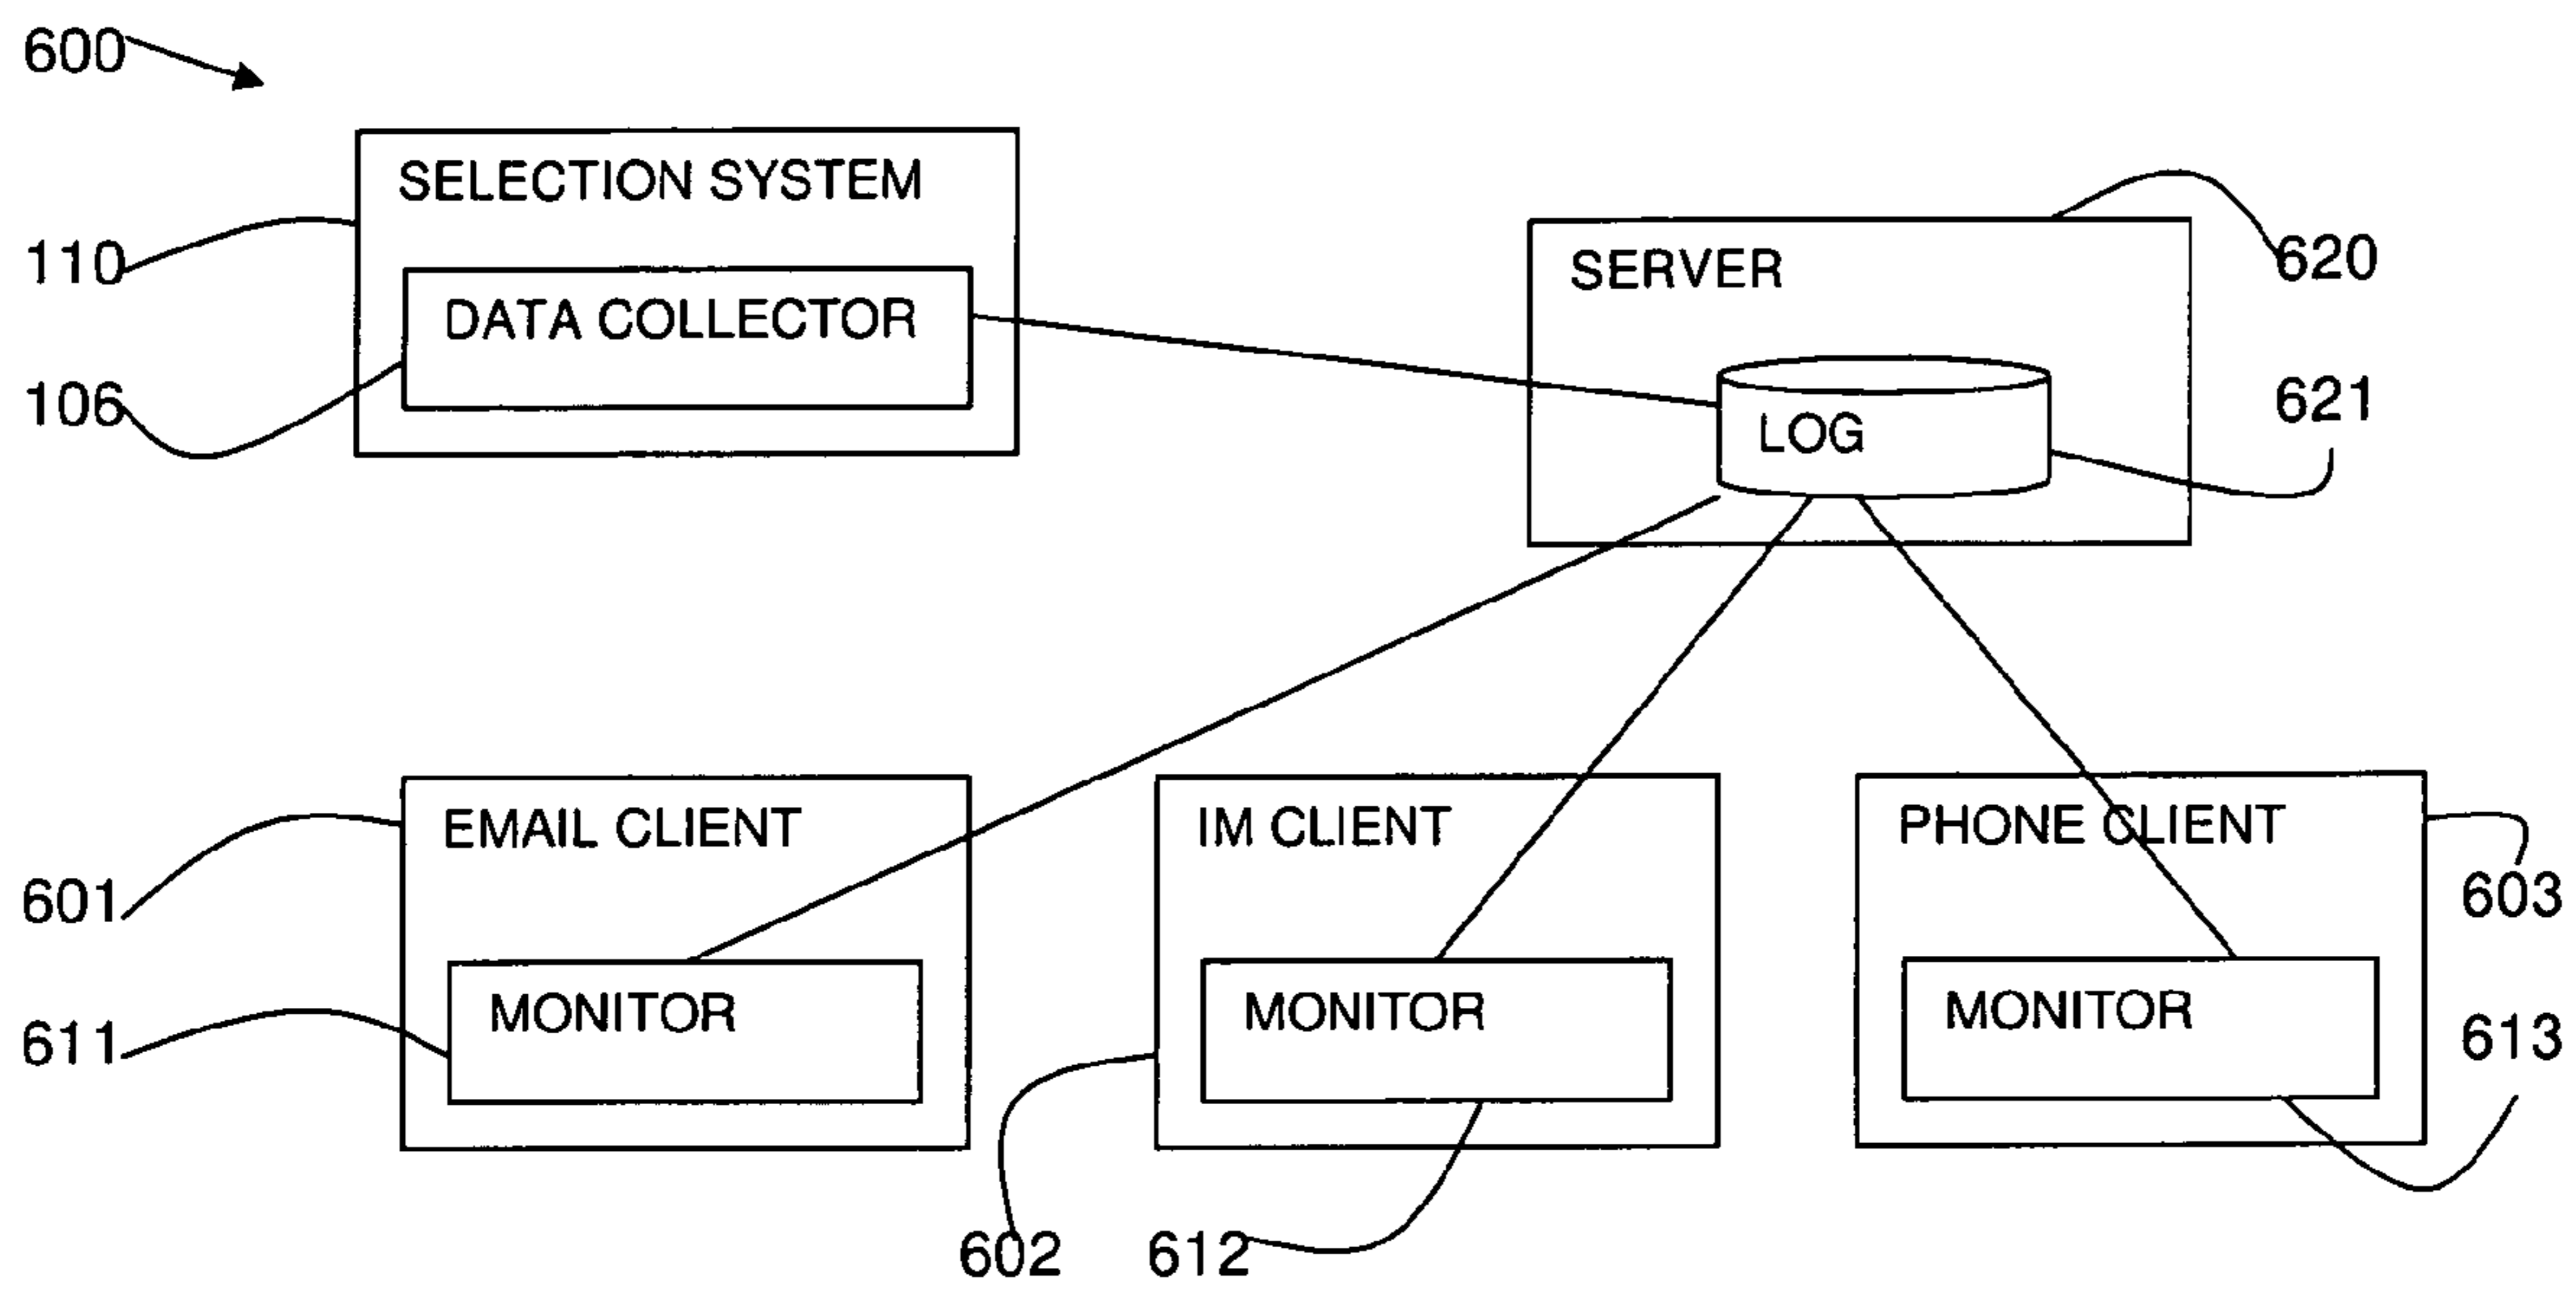 600
SELECTION SYSTEM
110
DATA COLLECTOR
106
SERVER
620
LOG
621
EMAIL CLIENT
601
MONITOR
611
IM CLIENT
MONITOR
602
612
PHONE CLIENT
603
MONITOR
613